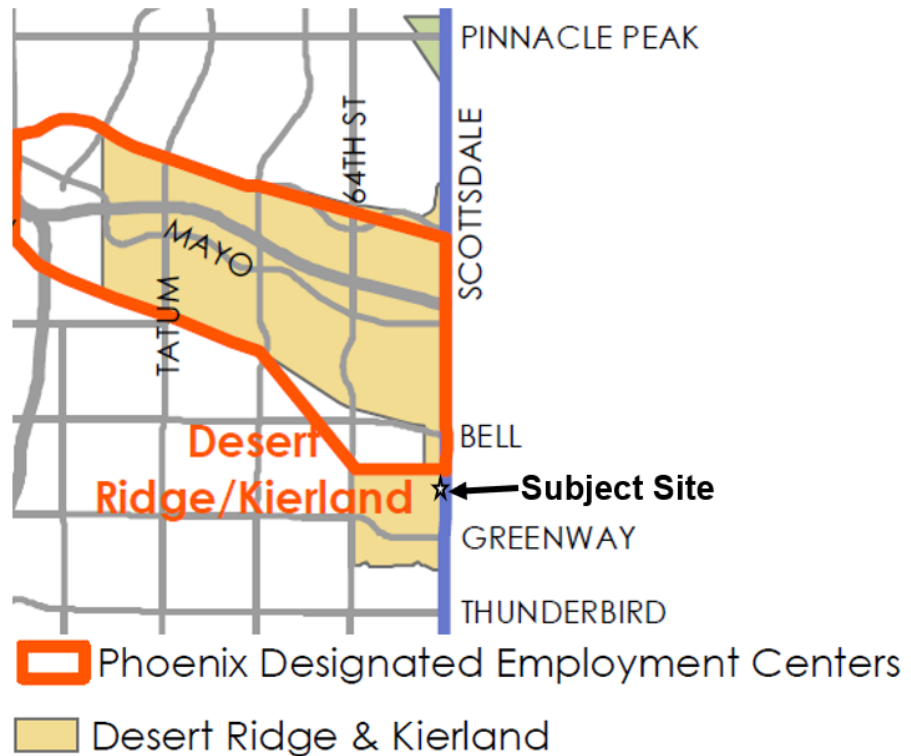 PINNACLE PEAK
SCOTTSDALE
64TH ST
MAYO
TATUM
BELL
Desert
Ridge/Kierland
Subject Site
GREENWAY
THUNDERBIRD
Phoenix Designated Employment Centers
Desert Ridge & Kierland